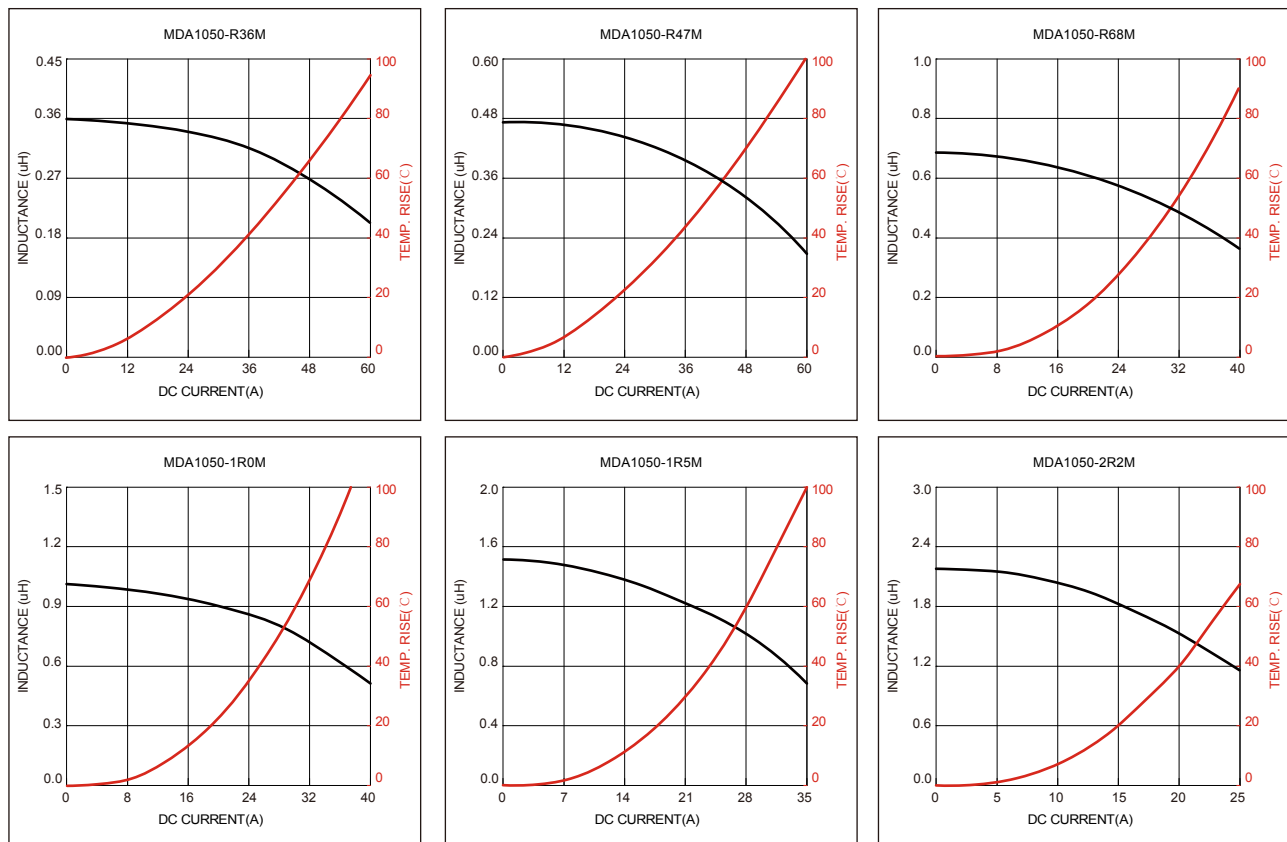 MDA1050-R36M
INDUCTANCE (uH)
0.45
0.36
0.27
0.18
0.09
0.00
100
80
60
40
20
0
TEMP. RISE(℃)
0 12 24 36 48 60
DC CURRENT(A)
MDA1050-R47M
INDUCTANCE (uH)
0.60
0.48
0.36
0.24
0.12
0.00
100
80
60
40
20
0
TEMP. RISE(℃)
0 12 24 36 48 60
DC CURRENT(A)
MDA1050-R68M
INDUCTANCE (uH)
1.0
0.8
0.6
0.4
0.2
0.0
100
80
60
40
20
0
TEMP. RISE(℃)
0 8 16 24 32 40
DC CURRENT(A)
MDA1050-1R0M
INDUCTANCE (uH)
1.5
1.2
0.9
0.6
0.3
0.0
100
80
60
40
20
0
TEMP. RISE(℃)
0 8 16 24 32 40
DC CURRENT(A)
MDA1050-1R5M
INDUCTANCE (uH)
2.0
1.6
1.2
0.8
0.4
0.0
100
80
60
40
20
0
TEMP. RISE(℃)
0 7 14 21 28 35
DC CURRENT(A)
MDA1050-2R2M
INDUCTANCE (uH)
3.0
2.4
1.8
1.2
0.6
0.0
100
80
60
40
20
0
TEMP. RISE(℃)
0 5 10 15 20 25
DC CURRENT(A)